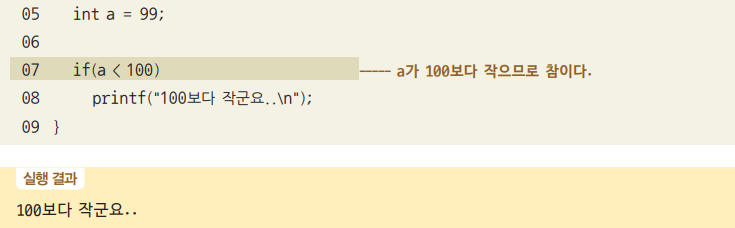 05 int a = 99;
06
07 if(a < 100) ----- a가 100보다 작으므로 참이다.
08 printf("100보다 작군요..\n");
09 }
실행 결과
100보다 작군요..